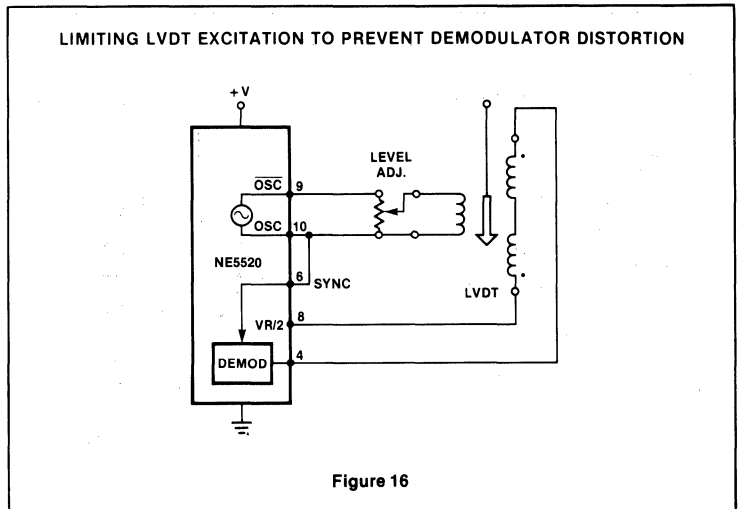 LIMITING LVDT EXCITATION TO PREVENT DEMODULATOR DISTORTION
+V
LEVEL
ADJ.
OSC 9
OSC 10
NE5520
6 SYNC
LVDT
VR/2 8
DEMOD 4
Figure 16